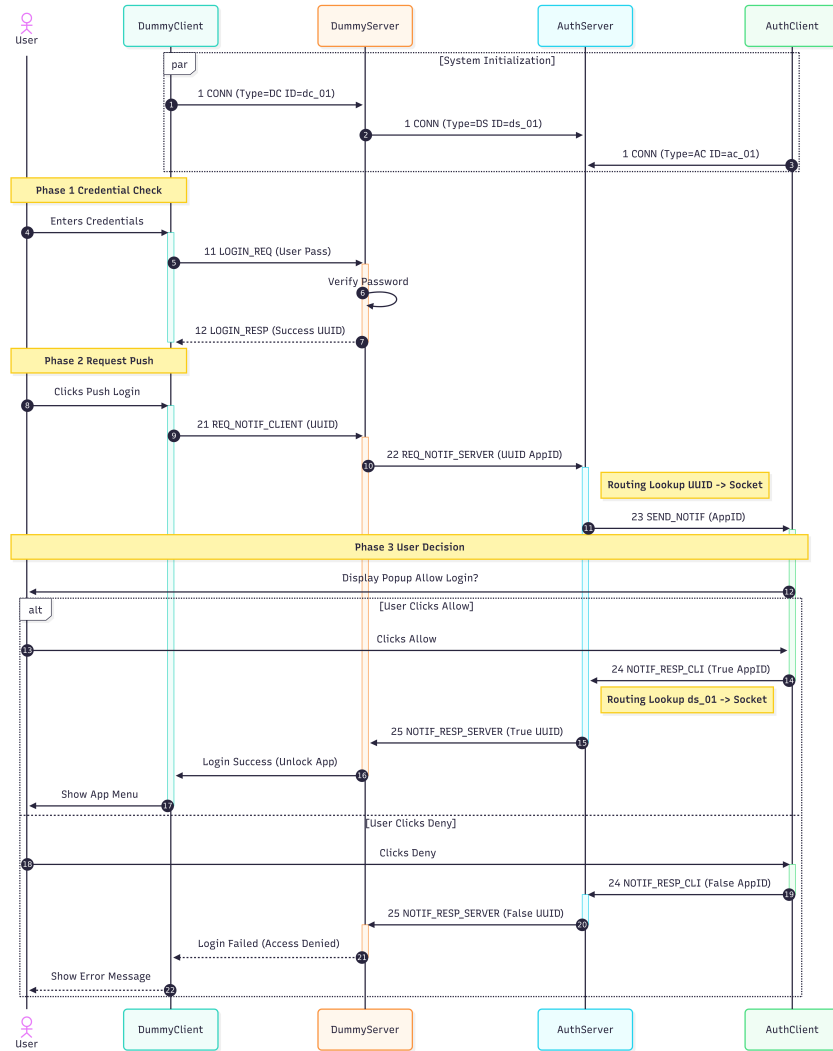 User
DummyClient
DummyServer
AuthServer
AuthClient
par
[System Initialization]
1 CONN (Type=DC ID=dc_01)
1
1 CONN (Type=DS ID=ds_01)
2
1 CONN (Type=AC ID=ac_01)
3
Phase 1 Credential Check
Enters Credentials
4
11 LOGIN_REQ (User Pass)
5
Verify Password
6
12 LOGIN_RESP (Success UUID)
7
Phase 2 Request Push
Clicks Push Login
8
21 REQ_NOTIF_CLIENT (UUID)
9
22 REQ_NOTIF_SERVER (UUID AppID)
10
Routing Lookup UUID -> Socket
23 SEND_NOTIF (AppID)
11
Phase 3 User Decision
Display Popup Allow Login?
12
alt
[User Clicks Allow]
Clicks Allow
13
24 NOTIF_RESP_CLI (True AppID)
14
Routing Lookup ds_01 -> Socket
25 NOTIF_RESP_SERVER (True UUID)
15
Login Success (Unlock App)
16
Show App Menu
17
[User Clicks Deny]
Clicks Deny
18
24 NOTIF_RESP_CLI (False AppID)
19
25 NOTIF_RESP_SERVER (False UUID)
20
Login Failed (Access Denied)
21
Show Error Message
22
User
DummyClient
DummyServer
AuthServer
AuthClient